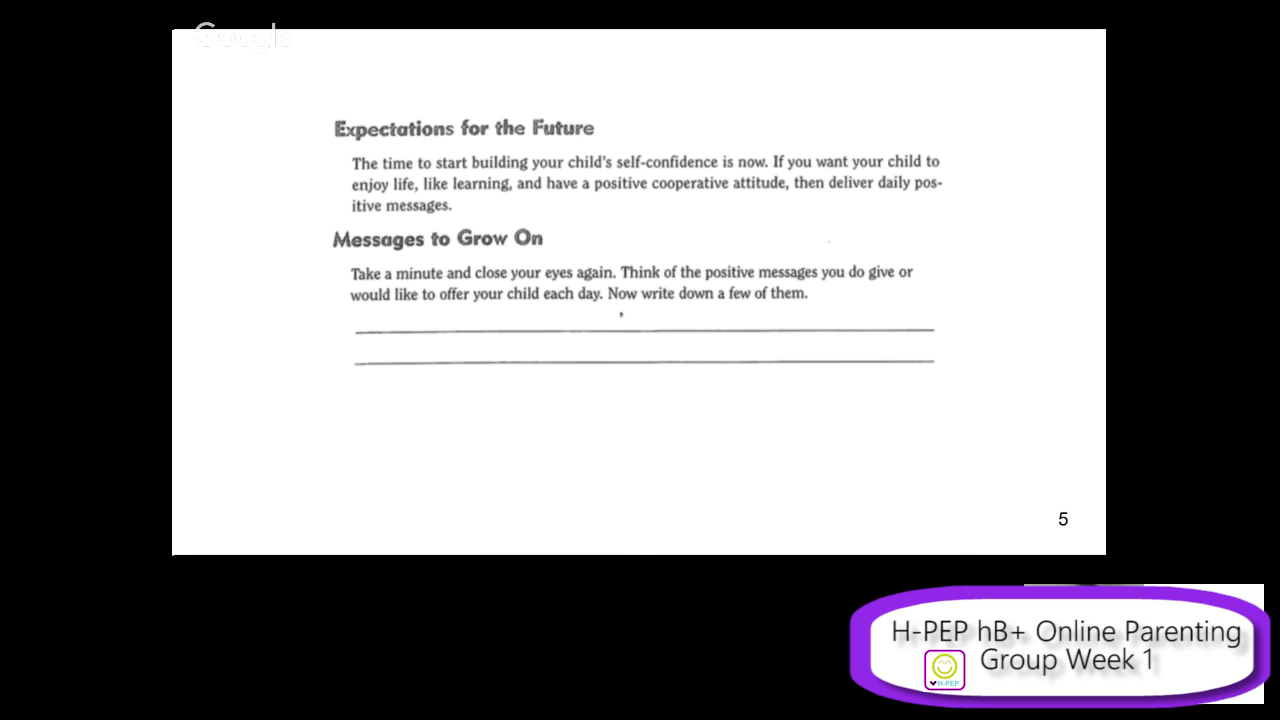 Google
Expectations for the Future
The time to start building your child's self-confidence is now. If you want your child to
enjoy life, like learning, and have a positive cooperative attitude, then deliver daily pos-
itive messages.
Messages to Grow On
Take a minute and close your eyes again. Think of the positive messages you do give or
would like to offer your child each day. Now write down a few of them.
5
H-PEP hB+ Online Parenting
Group Week 1
H-PEP